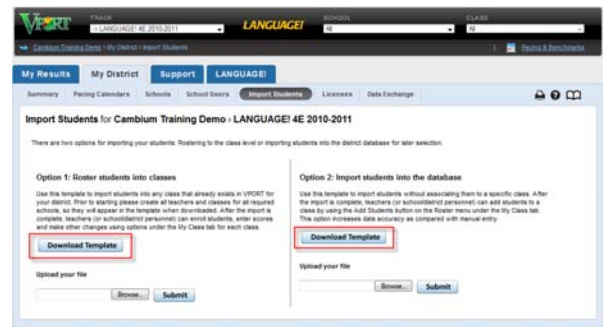 VPORT
TRACK
LANGUAGE! 4E 2010-2011
LANGUAGE!
SCHOOL
All
CLASS
All
Cambium Training Demo › My District › Import Students
Pacing & Benchmarks
My Results
My District
Support
LANGUAGE!
Summary
Pacing Calendars
Schools
School Users
Import Students
Licenses
Data Exchange
Import Students for Cambium Training Demo › LANGUAGE! 4E 2010-2011
There are two options for importing your students: Rostering to the class level or importing students into the district database for later selection.
Option 1: Roster students into classes
Use this template to import students into any class that already exists in VPORT for
your district. Prior to starting please create all teachers and classes for all required
schools, so they will appear in the template when downloaded. After the import is
complete, teachers (or school/district personnel) can enroll students, enter scores
and make other changes using options under the My Class tab for each class.
Download Template
Upload your file
Browse...
Submit
Option 2: Import students into the database
Use this template to import students without associating them to a specific class. After
the import is complete, teachers (or school/district personnel) can add students to a
class by using the Add Students button on the Roster menu under the My Class tab.
This option increases data accuracy as compared with manual entry.
Download Template
Upload your file
Browse...
Submit